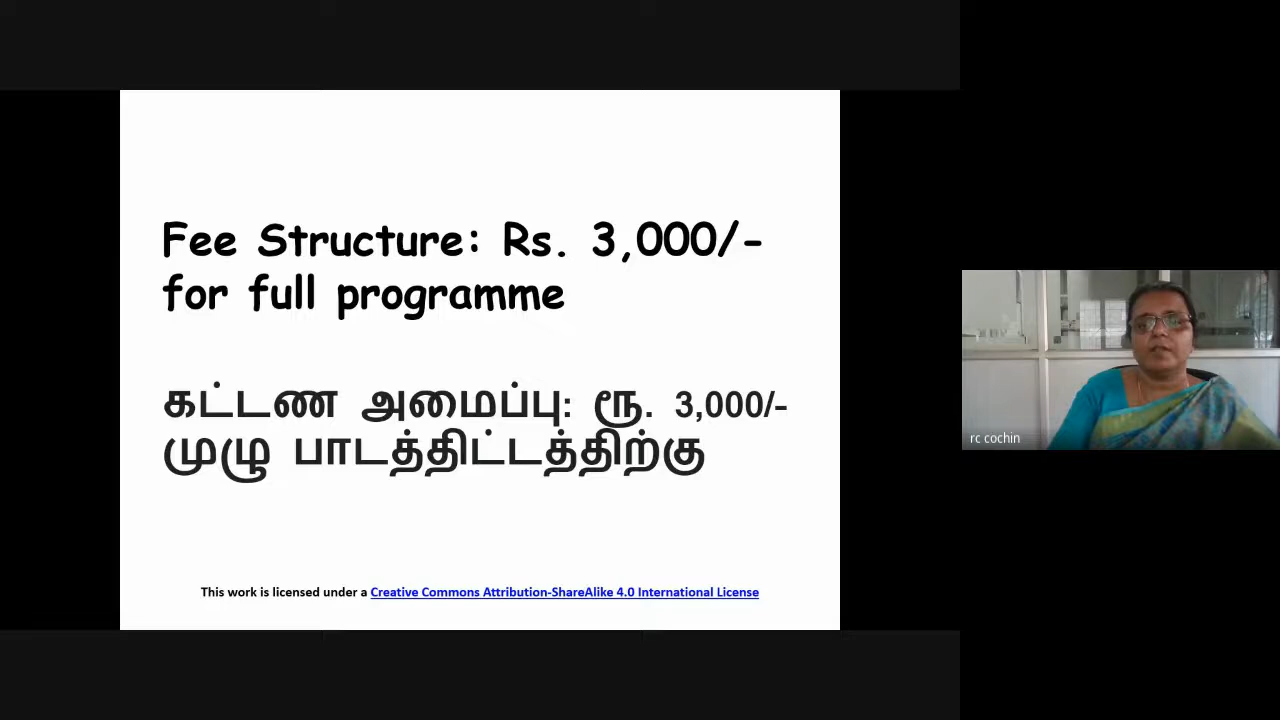 Fee Structure: Rs. 3,000/-
for full programme
கட்டண அமைப்பு: ரூ. 3,000/-
முழு பாடத்திட்டத்திற்கு
This work is licensed under a Creative Commons Attribution-ShareAlike 4.0 International License
rc cochin